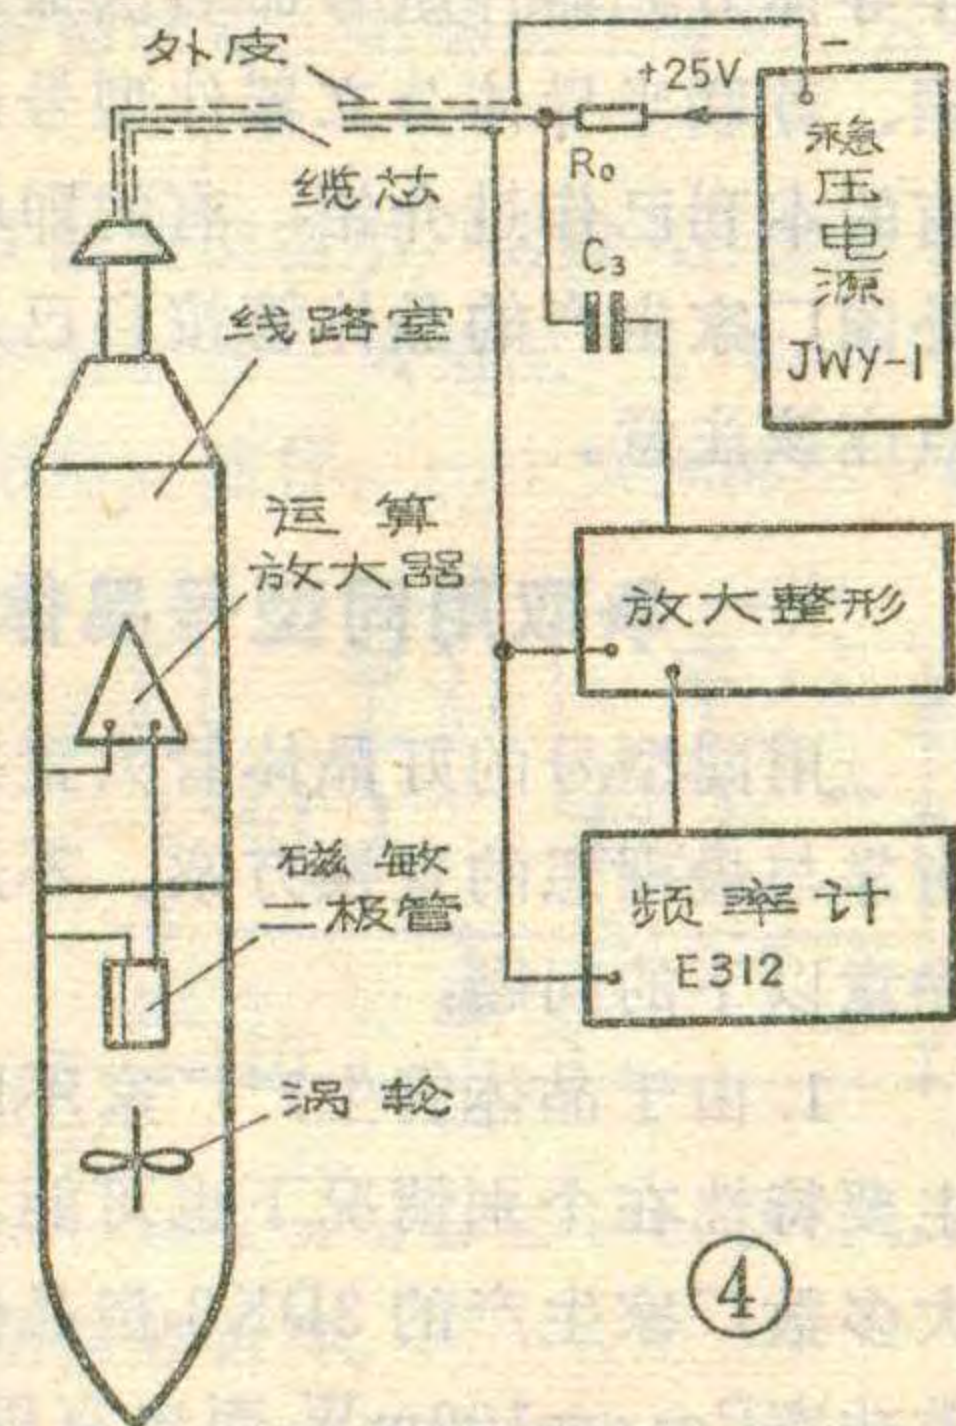 外皮
缆芯
+25V
−
R₀
C₃
稳
压
电
源
JWY-1
线路室
运算
放大器
放大整形
磁敏
二极管
频率计
E312
涡轮
④